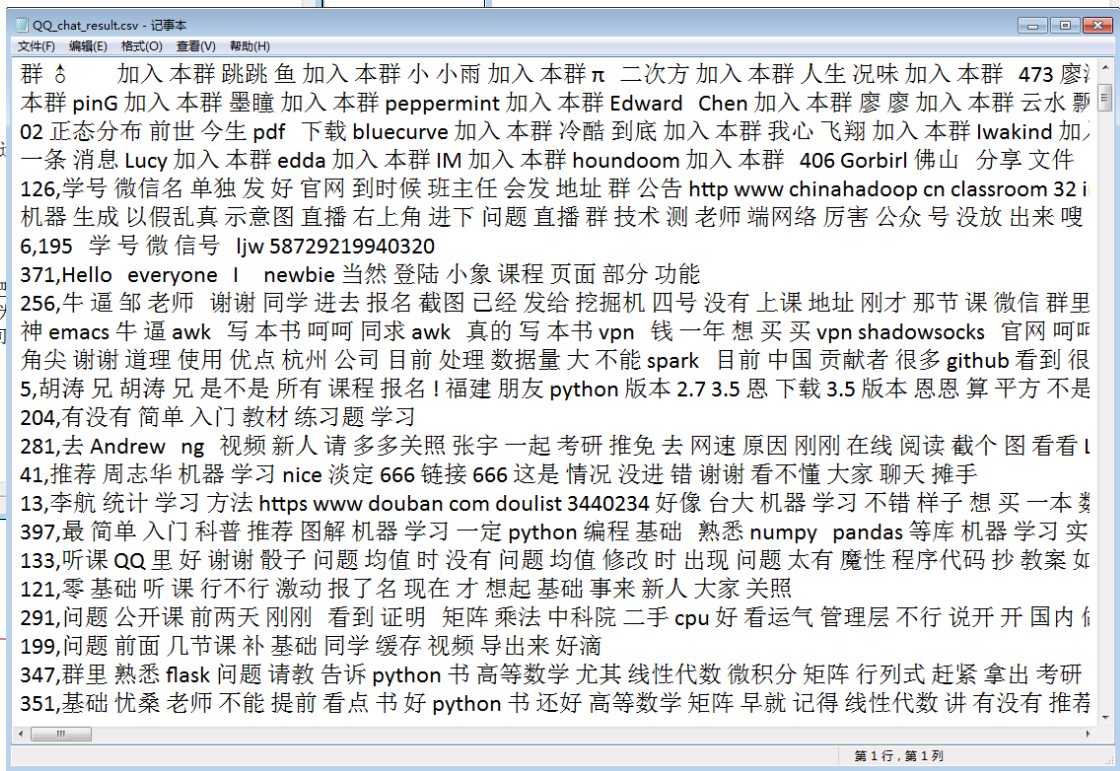 QQ_chat_result.csv - 记事本
文件(F) 编辑(E) 格式(O) 查看(V) 帮助(H)
群 ♂ 加入 本群 跳跳 鱼 加入 本群 小 小雨 加入 本群 π 二次方 加入 本群 人生 况味 加入 本群 473 廖
本群 pinG 加入 本群 墨瞳 加入 本群 peppermint 加入 本群 Edward Chen 加入 本群 廖 廖 加入 本群 云水 飘
02 正态分布 前世 今生 pdf 下载 bluecurve 加入 本群 冷酷 到底 加入 本群 我心 飞翔 加入 本群 Iwakind 加
一条 消息 Lucy 加入 本群 edda 加入 本群 IM 加入 本群 houndoom 加入 本群 406 Gorbirl 佛山 分享 文件
126,学号 微信名 单独 发 好 官网 到时候 班主任 会发 地址 群 公告 http www chinahadoop cn classroom 32
机器 生成 以假乱真 示意图 直播 右上角 进下 问题 直播 群 技术 测 老师 端网络 厉害 公众 号 没放 出来 嗖
6,195 学 号 微 信号 ljw 58729219940320
371,Hello everyone I newbie 当然 登陆 小象 课程 页面 部分 功能
256,牛 逼 邹 老师 谢谢 同学 进去 报名 截图 已经 发给 挖掘机 四号 没有 上课 地址 刚才 那节 课 微信 群里
神 emacs 牛 逼 awk 写 本书 呵呵 同求 awk 真的 写 本书 vpn 钱 一年 想 买 买 vpn shadowsocks 官网 呵呵
角尖 谢谢 道理 使用 优点 杭州 公司 目前 处理 数据量 大 不能 spark 目前 中国 贡献者 很多 github 看到 很
5,胡涛 兄 胡涛 兄 是不是 所有 课程 报名 ! 福建 朋友 python 版本 2.7 3.5 恩 下载 3.5 版本 恩恩 算 平方 不是
204,有没有 简单 入门 教材 练习题 学习
281,去 Andrew ng 视频 新人 请 多多关照 张宇 一起 考研 推免 去 网速 原因 刚刚 在线 阅读 截个 图 看看
41,推荐 周志华 机器 学习 nice 淡定 666 链接 666 这是 情况 没进 错 谢谢 看不懂 大家 聊天 摊手
13,李航 统计 学习 方法 https www douban com doulist 3440234 好像 台大 机器 学习 不错 样子 想 买 一本
397,最 简单 入门 科普 推荐 图解 机器 学习 一定 python 编程 基础 熟悉 numpy pandas 等库 机器 学习 实
133,听课 QQ 里 好 谢谢 骰子 问题 均值 时 没有 问题 均值 修改 时 出现 问题 太有 魔性 程序代码 抄 教案 如
121,零 基础 听 课 行不行 激动 报了名 现在 才 想起 基础 事来 新人 大家 关照
291,问题 公开课 前两天 刚刚 看到 证明 矩阵 乘法 中科院 二手 cpu 好 看运气 管理层 不行 说开 开 国内
199,问题 前面 几节课 补 基础 同学 缓存 视频 导出来 好滴
347,群里 熟悉 flask 问题 请教 告诉 python 书 高等数学 尤其 线性代数 微积分 矩阵 行列式 赶紧 拿出 考研
351,基础 忧桑 老师 不能 提前 看点 书 好 python 书 还好 高等数学 矩阵 早就 记得 线性代数 讲 有没有 推荐
第 1 行，第 1 列